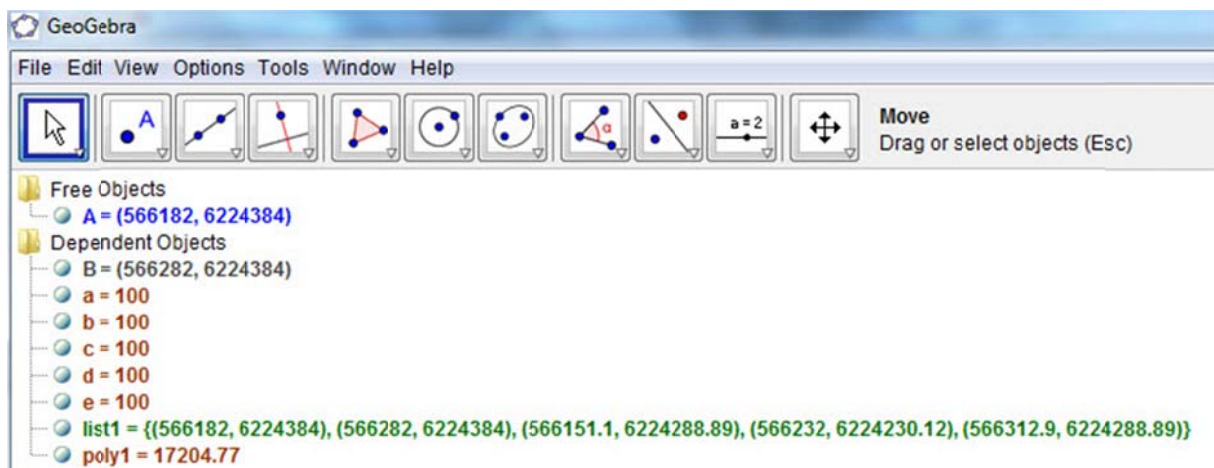 GeoGebra
File Edit View Options Tools Window Help
A
α
a = 2
Move
Drag or select objects (Esc)
Free Objects
A = (566182, 6224384)
Dependent Objects
B = (566282, 6224384)
a = 100
b = 100
c = 100
d = 100
e = 100
list1 = {(566182, 6224384), (566282, 6224384), (566151.1, 6224288.89), (566232, 6224230.12), (566312.9, 6224288.89)}
poly1 = 17204.77